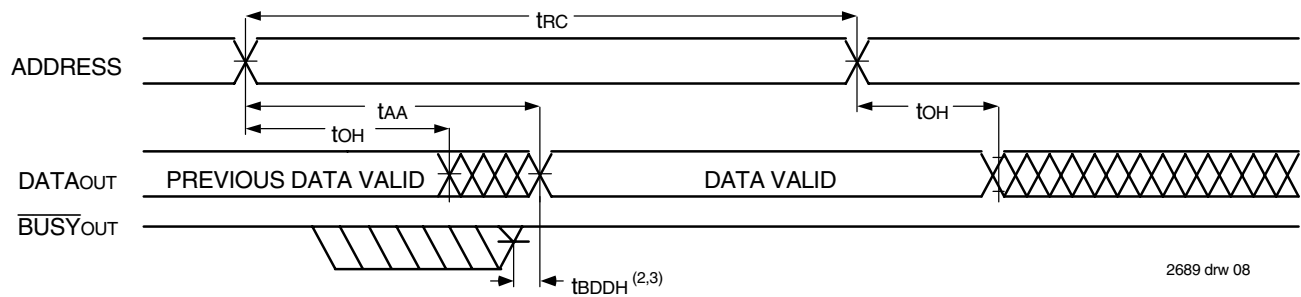 tRC
ADDRESS
tAA
tOH
tOH
DATAOUT
PREVIOUS DATA VALID
DATA VALID
BUSYOUT
tBDDH (2,3)
2689 drw 08